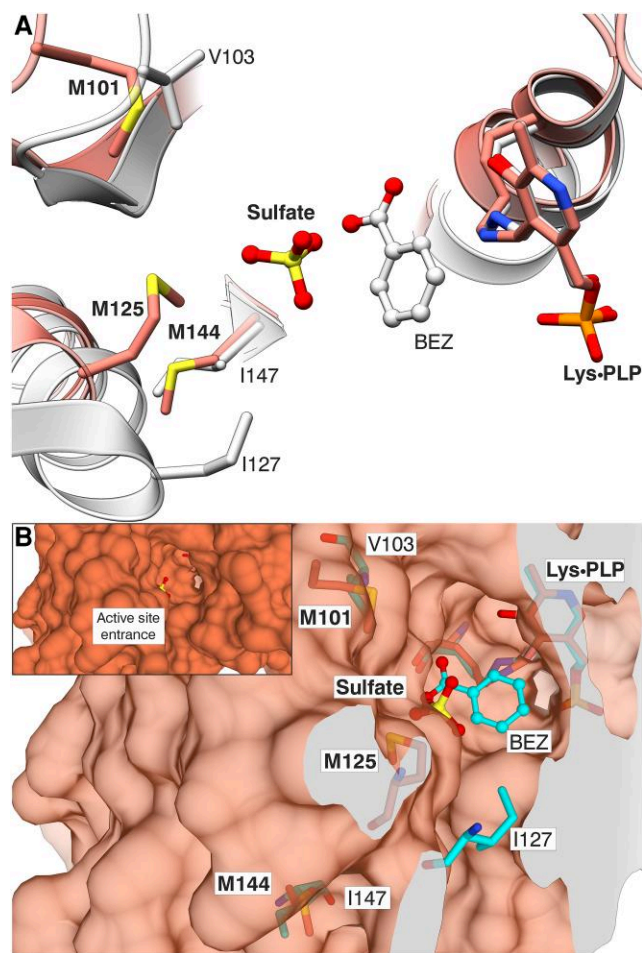 A
V103
M101
Sulfate
M125
M144
BEZ
I147
Lys•PLP
I127
B
V103
Lys•PLP
Active site
entrance
M101
Sulfate
BEZ
M125
I127
M144
I147